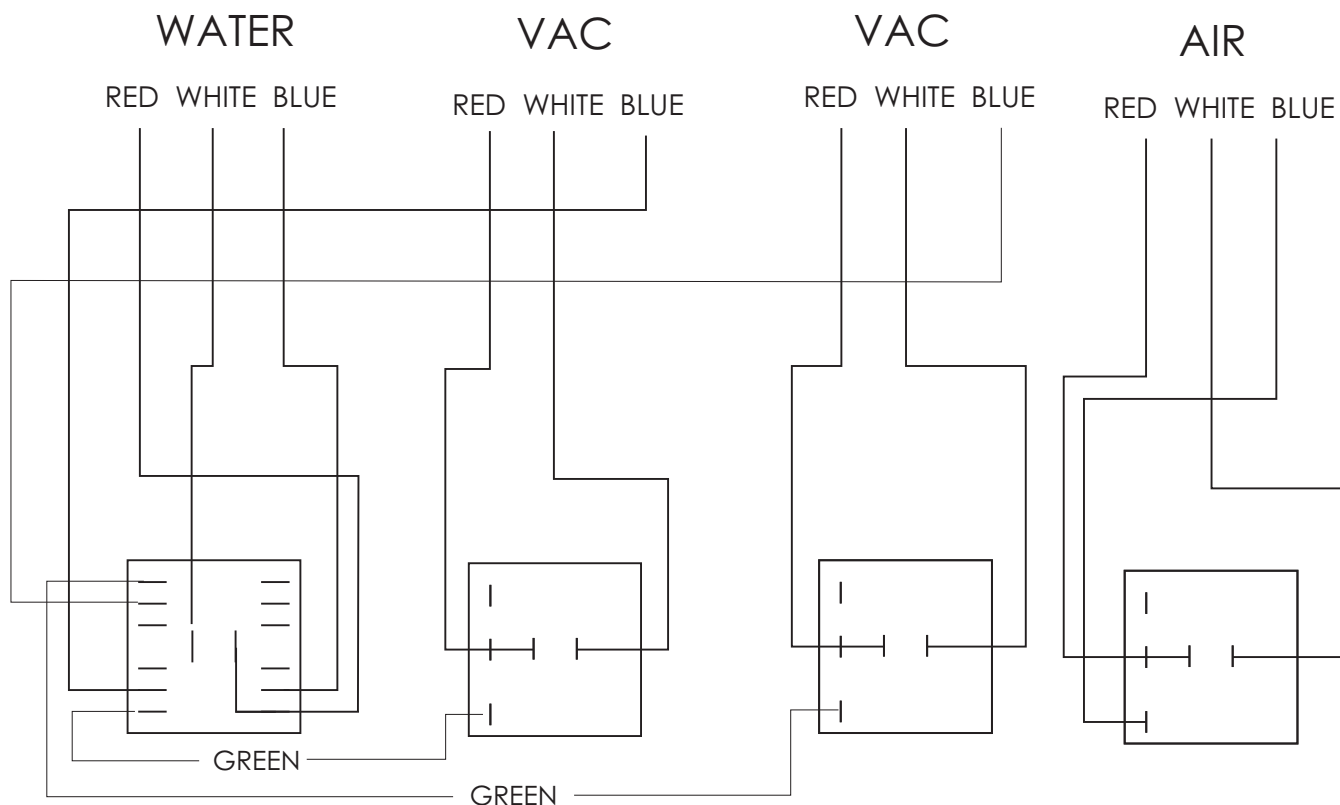 WATER
VAC
VAC
AIR
RED WHITE BLUE
RED WHITE BLUE
RED WHITE BLUE
RED WHITE BLUE
GREEN
GREEN